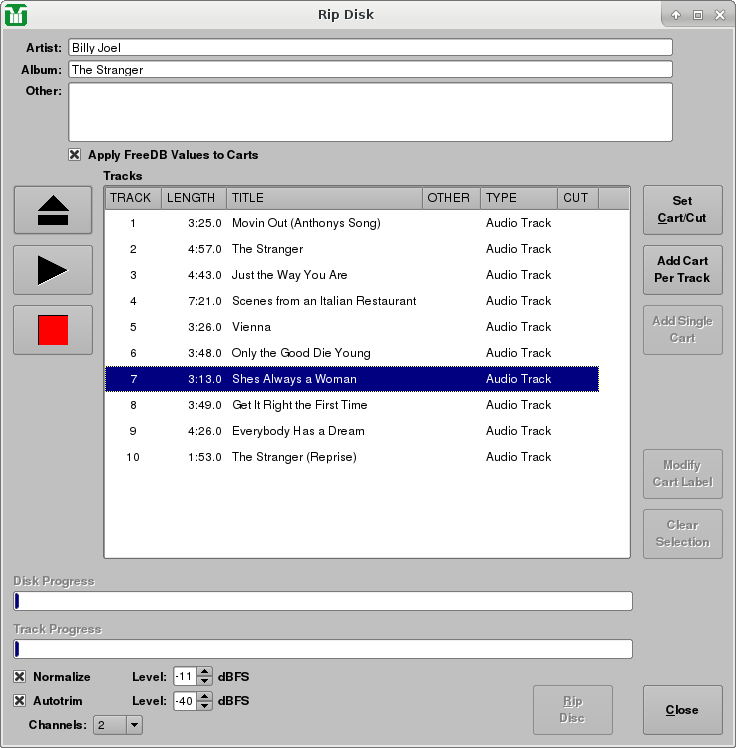 Rip Disk
Artist: Billy Joel
Album: The Stranger
Other:
Apply FreeDB Values to Carts
Tracks
TRACK LENGTH TITLE OTHER TYPE CUT
1 3:25.0 Movin Out (Anthonys Song) Audio Track
2 4:57.0 The Stranger Audio Track
3 4:43.0 Just the Way You Are Audio Track
4 7:21.0 Scenes from an Italian Restaurant Audio Track
5 3:26.0 Vienna Audio Track
6 3:48.0 Only the Good Die Young Audio Track
7 3:13.0 Shes Always a Woman Audio Track
8 3:49.0 Get It Right the First Time Audio Track
9 4:26.0 Everybody Has a Dream Audio Track
10 1:53.0 The Stranger (Reprise) Audio Track
Set
Cart/Cut
Add Cart
Per Track
Add Single
Cart
Modify
Cart Label
Clear
Selection
Disk Progress
Track Progress
Normalize Level: -11 dBFS
Autotrim Level: -40 dBFS
Channels: 2
Rip
Disc
Close